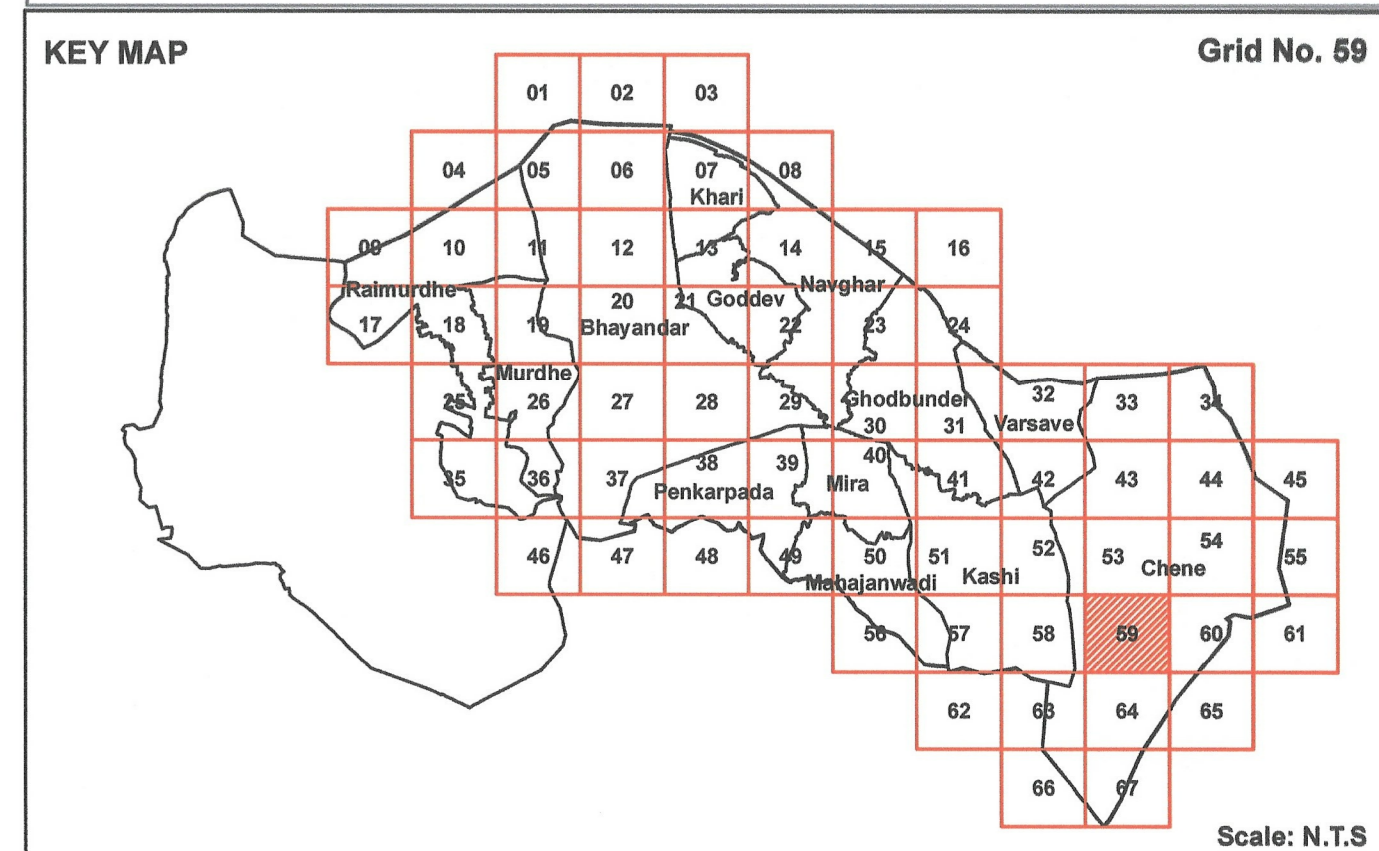 KEY MAP
Grid No. 59
01 02 03
04 05 06 07 08
Khari
09 10 11 12 13 14 15 16
Raimurdhe Goddev Navghar
17 18 19 20 21 22 23 24
Bhayandar
Murdhe
25 26 27 28 29 30 31 32 33 34
Ghodbunder Varsave
35 36 37 38 39 40 41 42 43 44 45
Penkarpada Mira
46 47 48 49 50 51 52 53 54 55
Mahajanwadi Kashi Chene
56 57 58 59 60 61
62 63 64 65
66 67
Scale: N.T.S